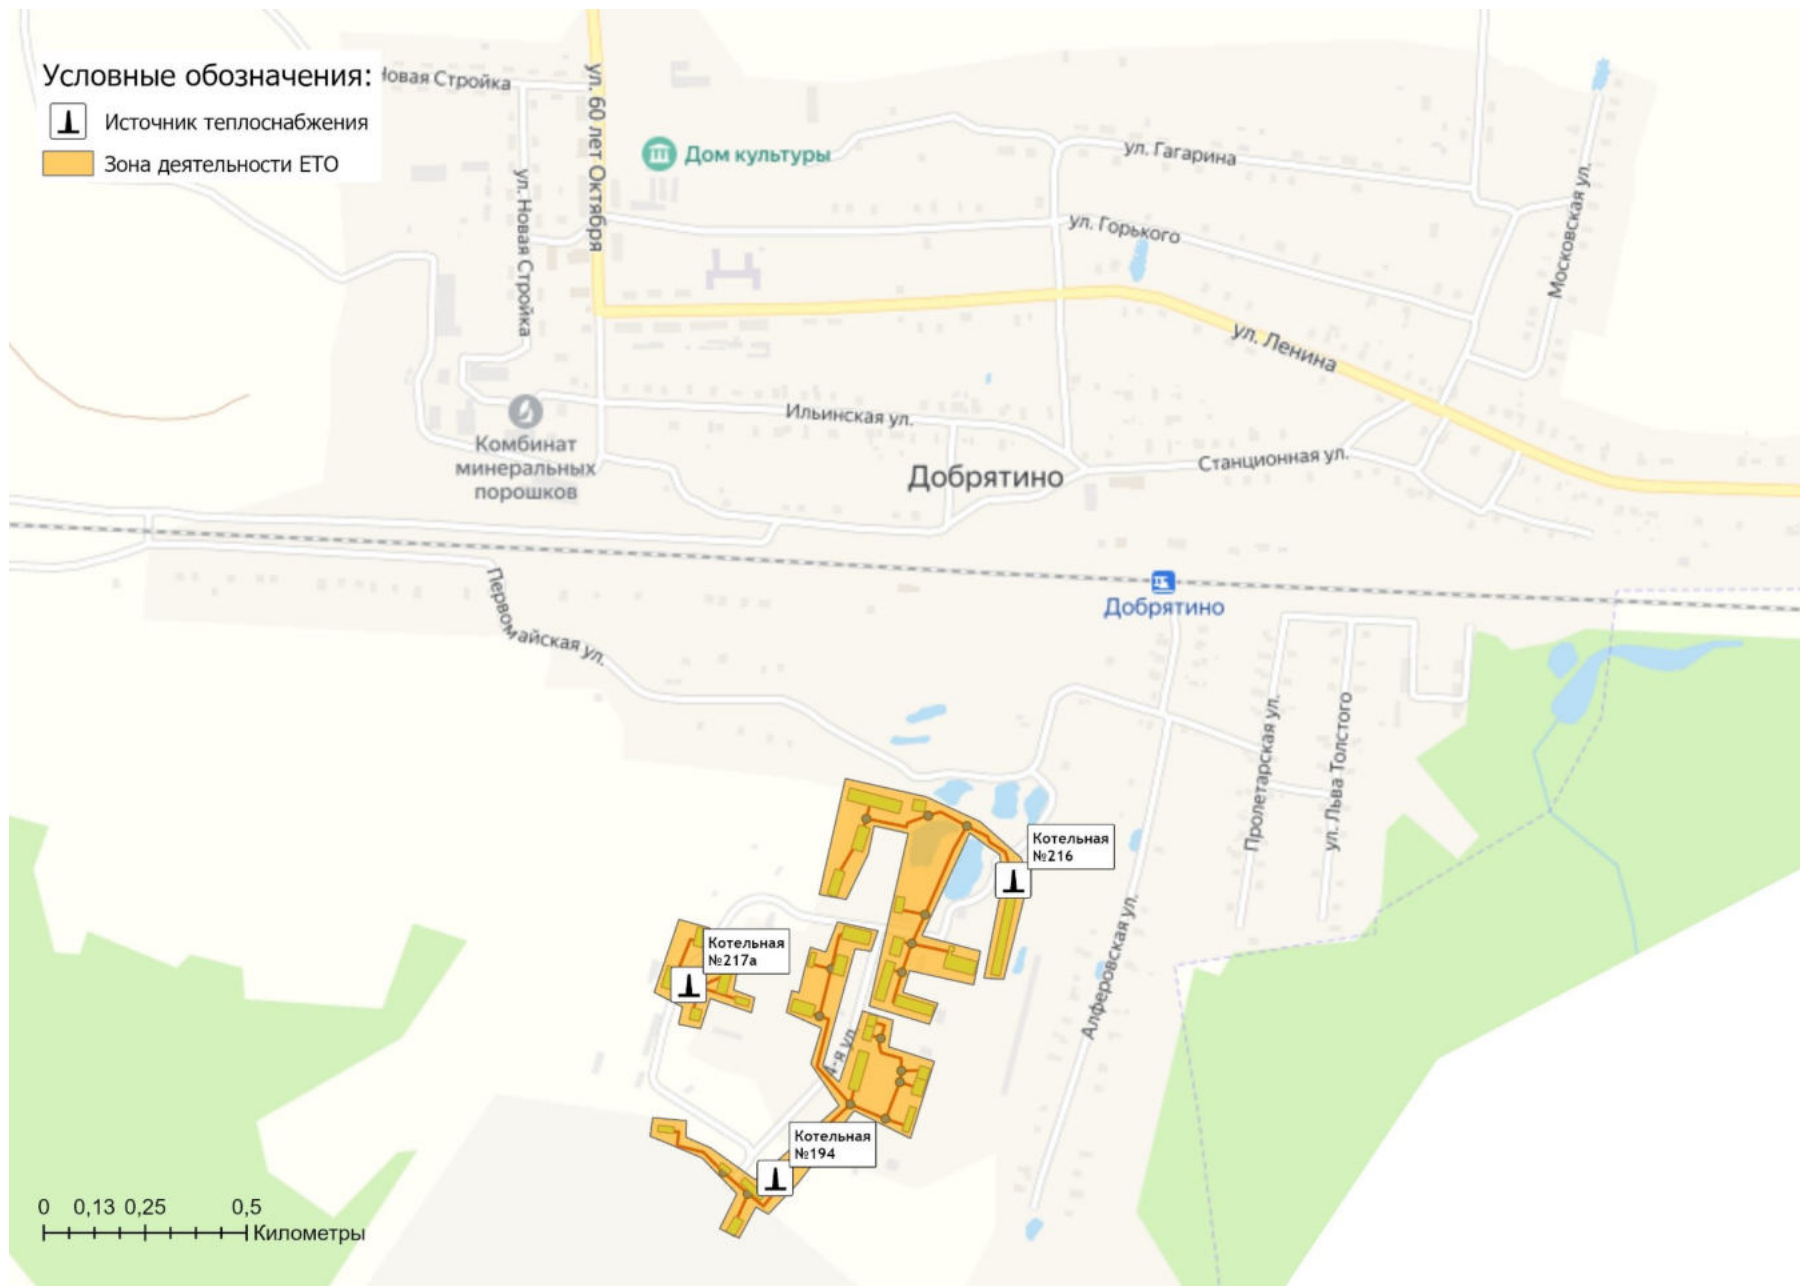 Условные обозначения:
Источник теплоснабжения
Зона деятельности ЕТО
Новая Стройка
ул. 60 лет Октября
ул. Новая Стройка
Дом культуры
ул. Гагарина
ул. Горького
Московская ул.
ул. Ленина
Ильинская ул.
Комбинат
минеральных
порошков
Добрятино
Станционная ул.
Первомайская ул.
Добрятино
Пролетарская ул.
ул. Льва Толстого
Котельная
№216
Котельная
№217а
Алферовская ул.
4-я ул.
Котельная
№194
0 0,13 0,25 0,5
Километры